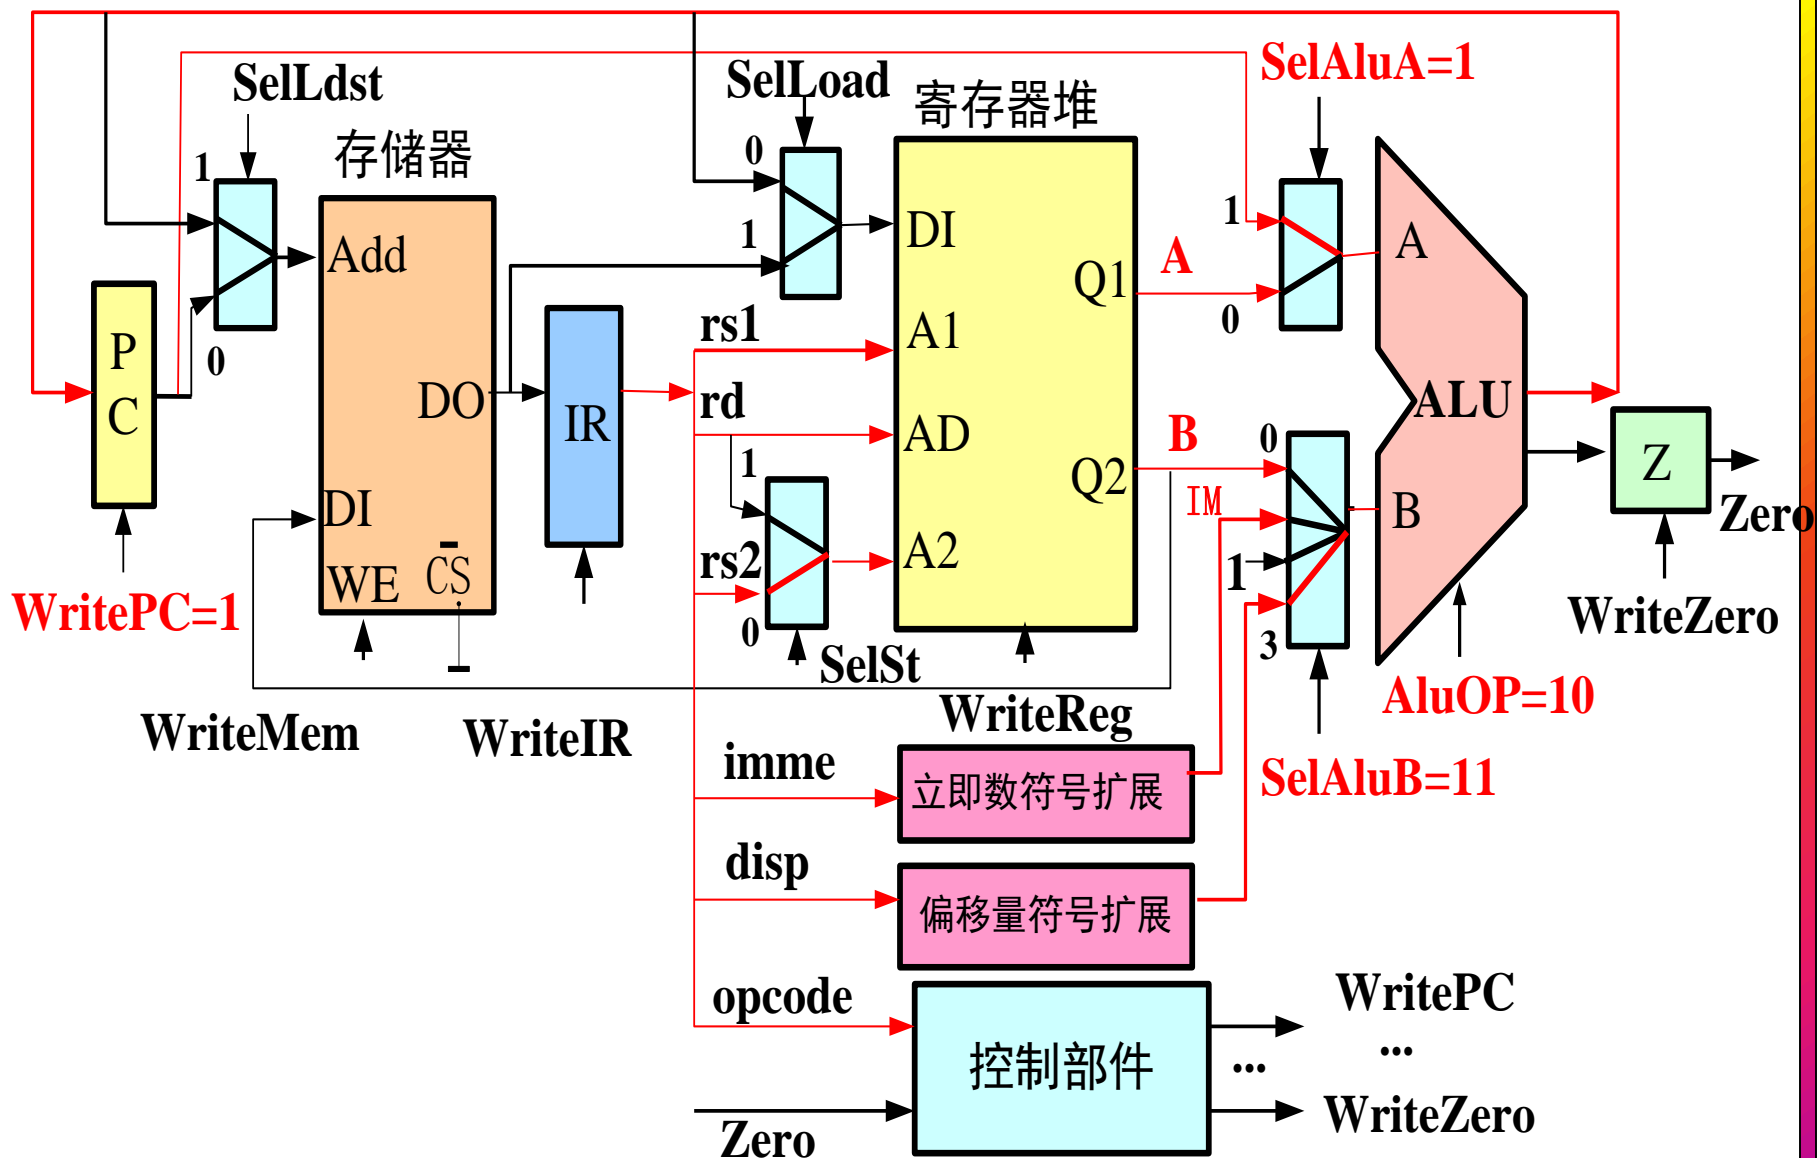 SelLdst
SelLoad
SelAluA=1
存储器
寄存器堆
1
0
0
1
1
0
Add
DO
DI
WE
CS
P
C
IR
WritePC=1
WriteMem
WriteIR
rs1
rd
rs2
1
0
SelSt
DI
A1
AD
A2
Q1
Q2
WriteReg
A
B
IM
0
1
3
A
B
ALU
Z
Zero
WriteZero
AluOP=10
SelAluB=11
imme
立即数符号扩展
disp
偏移量符号扩展
opcode
控制部件
Zero
WritePC
...
...
WriteZero